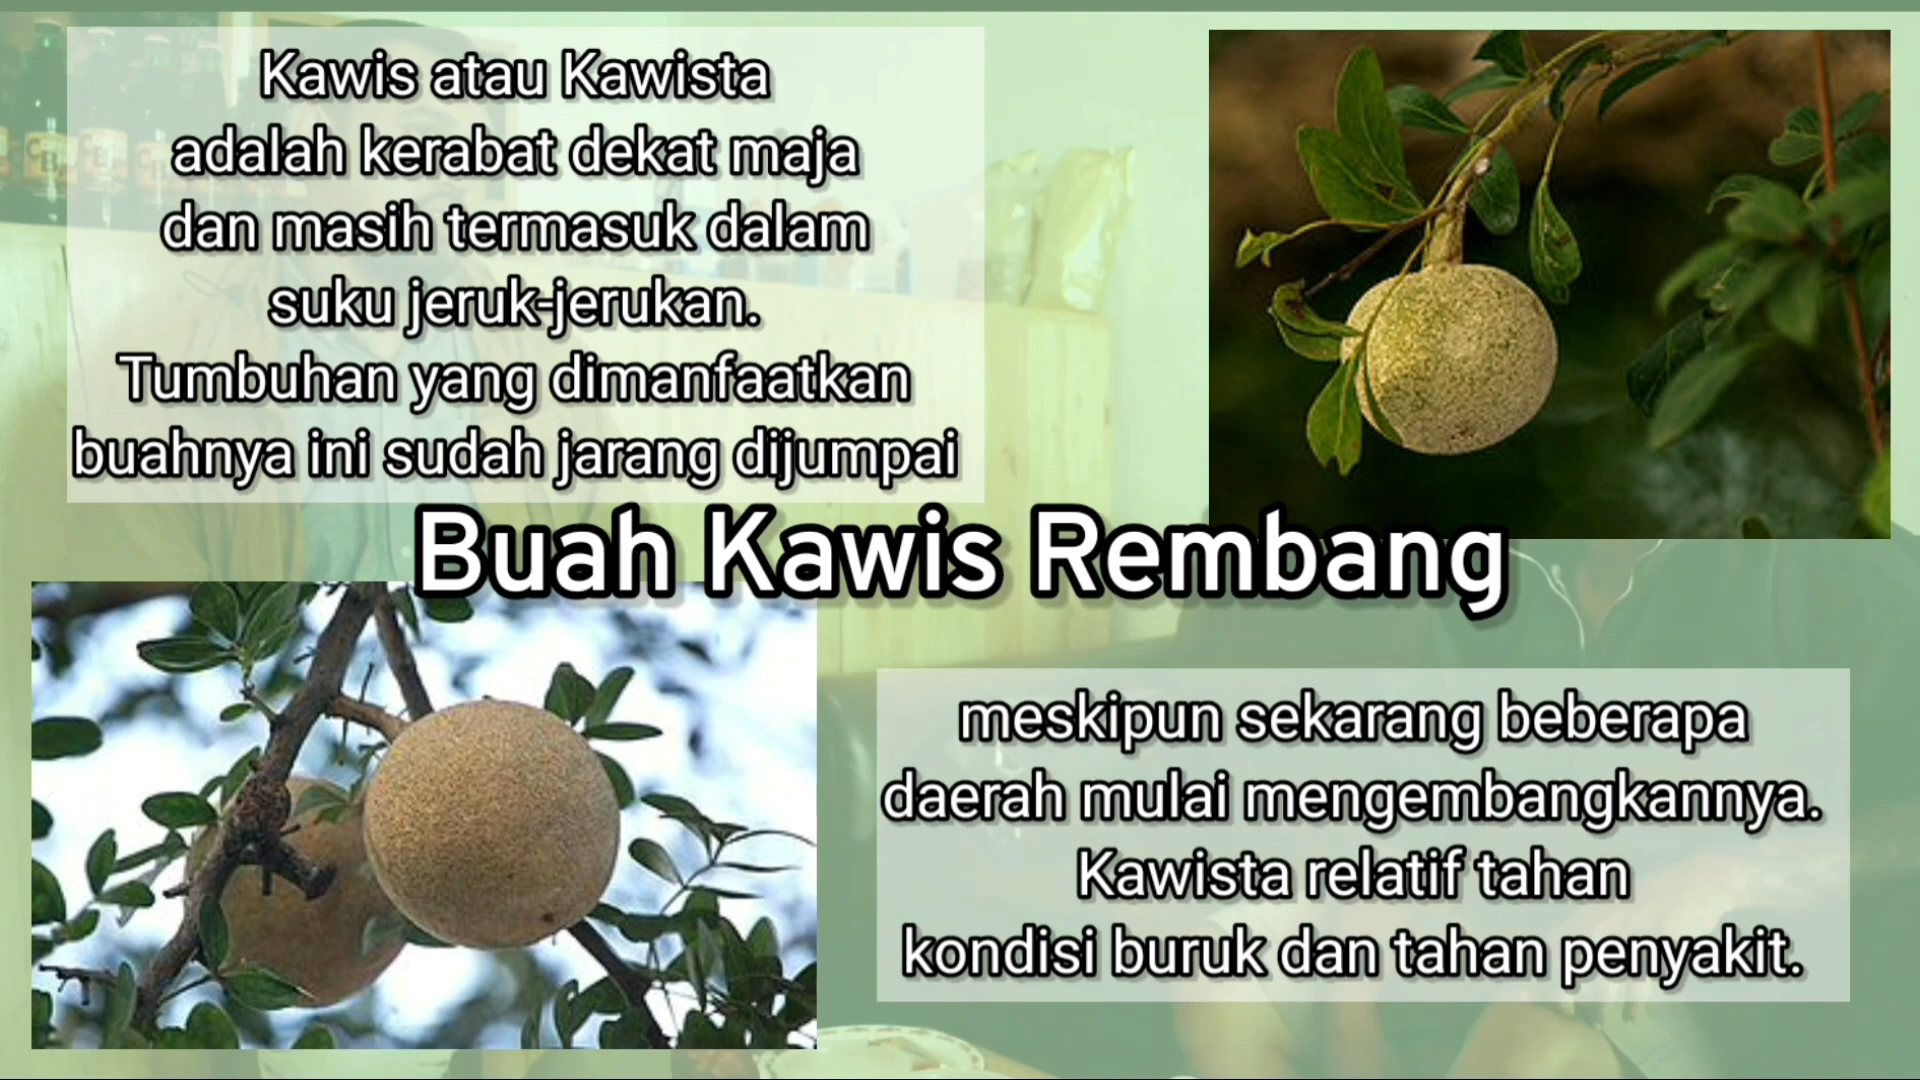 Kawis atau Kawista
adalah kerabat dekat maja
dan masih termasuk dalam
suku jeruk-jerukan.
Tumbuhan yang dimanfaatkan
buahnya ini sudah jarang dijumpai
Buah Kawis Rembang
meskipun sekarang beberapa
daerah mulai mengembangkannya.
Kawista relatif tahan
kondisi buruk dan tahan penyakit.